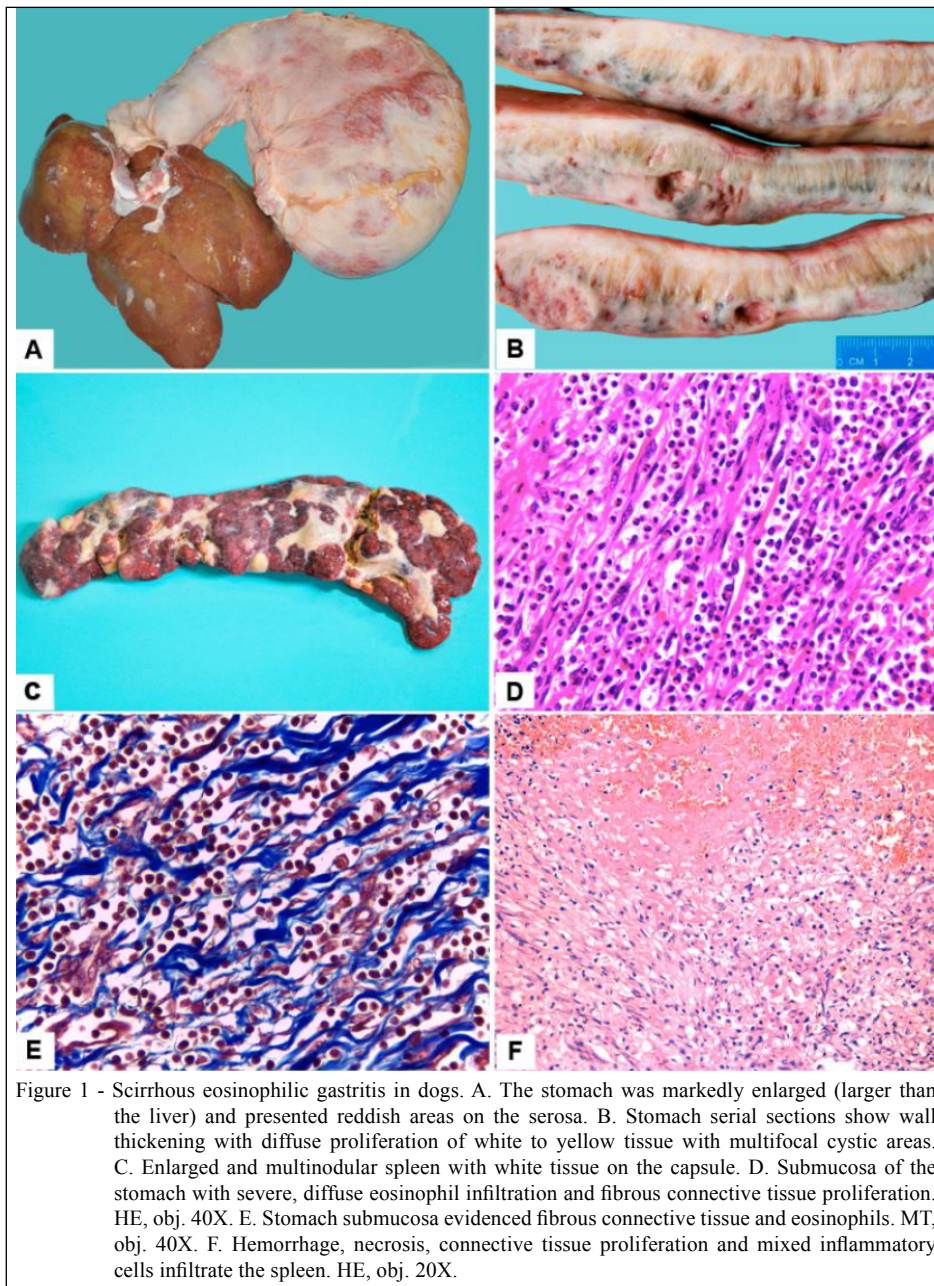 A
B
0 CM 1 2
C
D
E
F
Figure 1 - Scirrhous eosinophilic gastritis in dogs. A. The stomach was markedly enlarged (larger than
the liver) and presented reddish areas on the serosa. B. Stomach serial sections show wall
thickening with diffuse proliferation of white to yellow tissue with multifocal cystic areas.
C. Enlarged and multinodular spleen with white tissue on the capsule. D. Submucosa of the
stomach with severe, diffuse eosinophil infiltration and fibrous connective tissue proliferation.
HE, obj. 40X. E. Stomach submucosa evidenced fibrous connective tissue and eosinophils. MT,
obj. 40X. F. Hemorrhage, necrosis, connective tissue proliferation and mixed inflammatory
cells infiltrate the spleen. HE, obj. 20X.